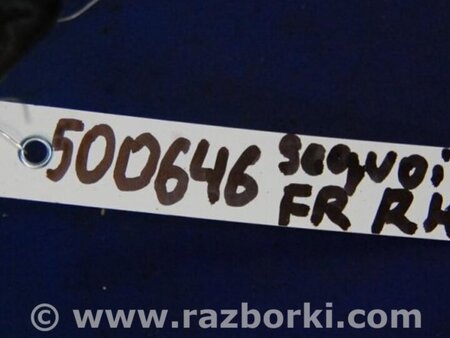 500646 sequoi
FR RH
© www.razborki.com